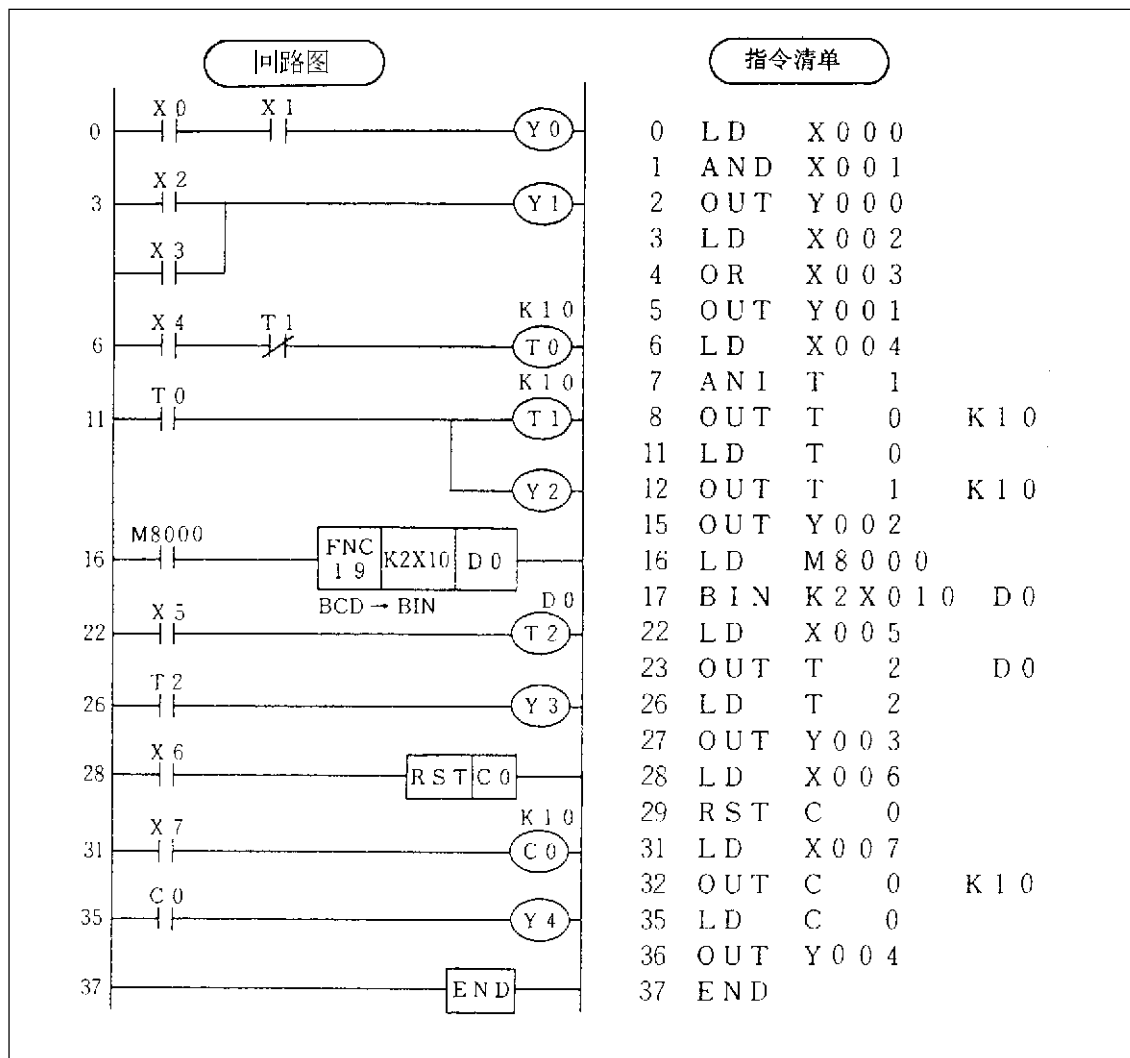 回路图
X0 X1
0 Y0
X2
3 Y1
X3
K10
X4 T1
6 T0
K10
T0
11 T1
Y2
M8000
16 FNC 19 K2X10 D0
BCD→BIN
D0
X5
22 T2
T2
26 Y3
X6
28 RST C0
K10
X7
31 C0
C0
35 Y4
37 END
指令清单
0 LD X000
1 AND X001
2 OUT Y000
3 LD X002
4 OR X003
5 OUT Y001
6 LD X004
7 ANI T 1
8 OUT T 0 K10
11 LD T 0
12 OUT T 1 K10
15 OUT Y002
16 LD M8000
17 BIN K2X010 D0
22 LD X005
23 OUT T 2 D0
26 LD T 2
27 OUT Y003
28 LD X006
29 RST C 0
31 LD X007
32 OUT C 0 K10
35 LD C 0
36 OUT Y004
37 END